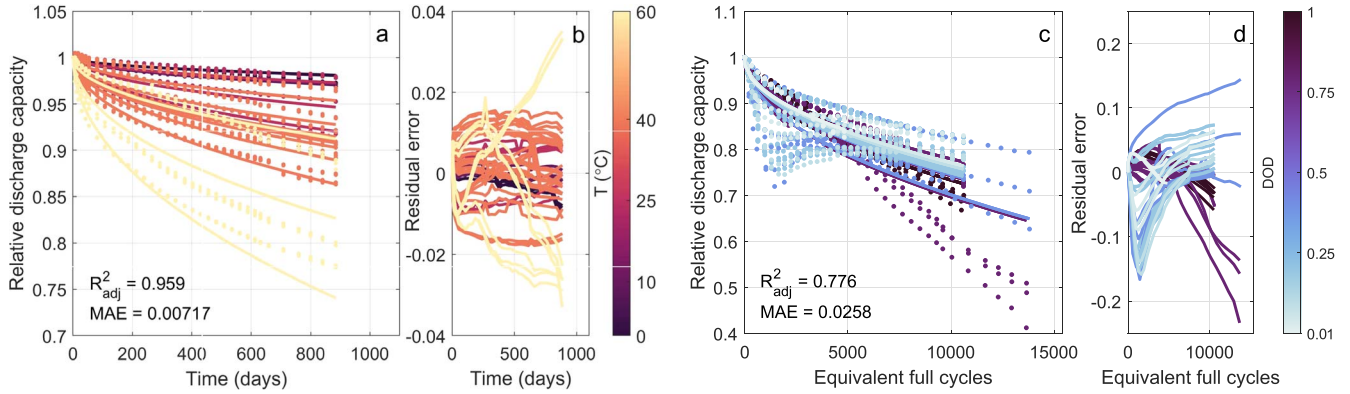 a
Relative discharge capacity
1.05
1
0.95
0.9
0.85
0.8
0.75
0.7
R²adj = 0.959
MAE = 0.00717
0 200 400 600 800 1000
Time (days)
b
Residual error
0.04
0.02
0
-0.02
-0.04
0 500 1000
Time (days)
60
40
25
10
0
T (°C)
c
Relative discharge capacity
1.1
1
0.9
0.8
0.7
0.6
0.5
0.4
R²adj = 0.776
MAE = 0.0258
0 5000 10000 15000
Equivalent full cycles
d
Residual error
0.2
0.1
0
-0.1
-0.2
0 10000
Equivalent full cycles
DOD
1
0.75
0.5
0.25
0.01